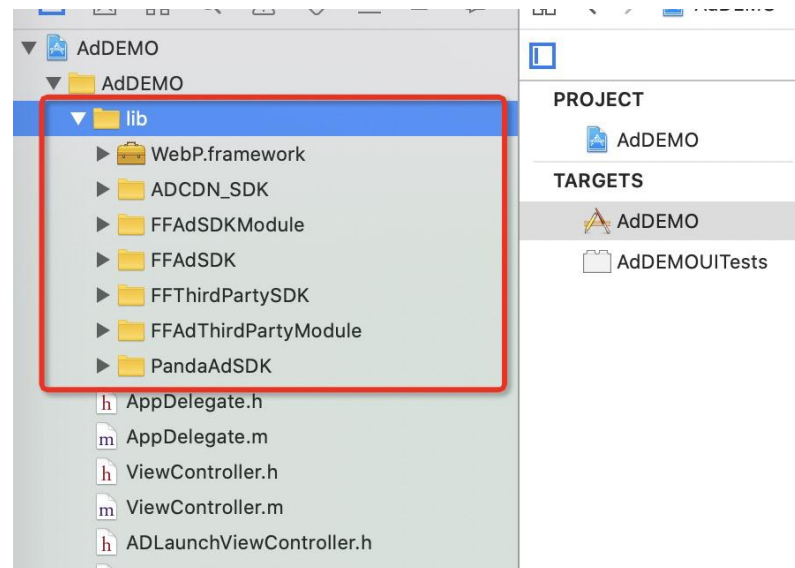 AdDEMO
AdDEMO
lib
WebP.framework
ADCDN_SDK
FFAdSDKModule
FFAdSDK
FFThirdPartySDK
FFAdThirdPartyModule
PandaAdSDK
h AppDelegate.h
m AppDelegate.m
h ViewController.h
m ViewController.m
h ADLaunchViewController.h
AdDEMO
PROJECT
AdDEMO
TARGETS
AdDEMO
AdDEMOUITests